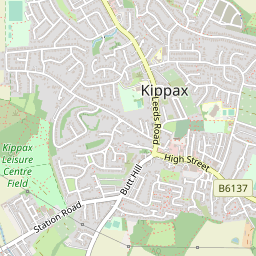 Kippax
Leeds Road
Kippax
Leisure
Centre
Field
High Street
B6137
Butt Hill
Station Road